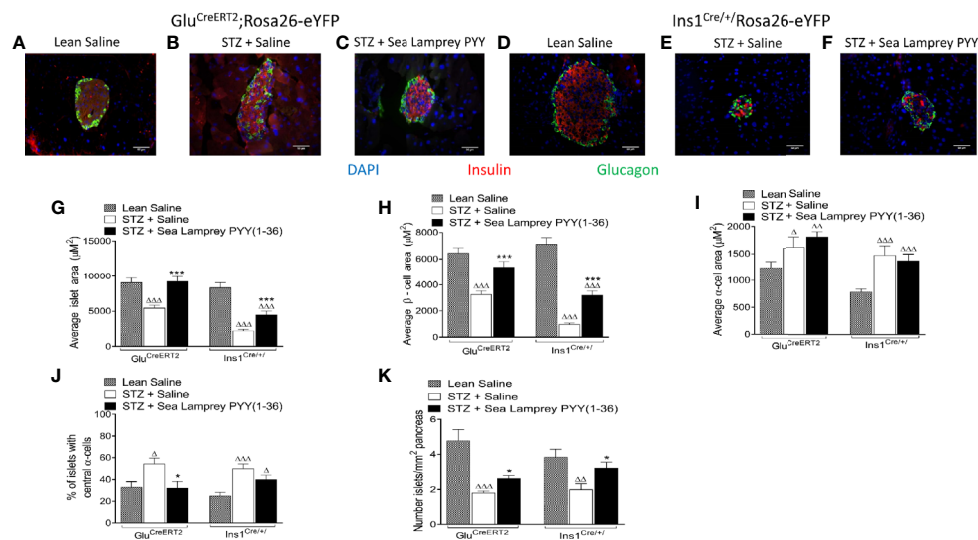 Glu^CreERT2;Rosa26-eYFP
Ins1^Cre/+/Rosa26-eYFP
A Lean Saline
B STZ + Saline
C STZ + Sea Lamprey PYY
D Lean Saline
E STZ + Saline
F STZ + Sea Lamprey PYY
DAPI Insulin Glucagon
G
Lean Saline
STZ + Saline
STZ + Sea Lamprey PYY(1-36)
Average islet area (μM²)
15000
10000
5000
0
ΔΔΔ
***
ΔΔΔ
***
ΔΔΔ
Glu^CreERT2
Ins1^Cre/+/
H
Lean Saline
STZ + Saline
STZ + Sea Lamprey PYY(1-36)
Average β - cell area (μM²)
8000
6000
4000
2000
0
ΔΔΔ
***
ΔΔΔ
***
ΔΔΔ
Glu^CreERT2
Ins1^Cre/+/
I
Lean Saline
STZ + Saline
STZ + Sea Lamprey PYY(1-36)
Average α-cell area (μM²)
2000
1500
1000
500
0
Δ
ΔΔ
ΔΔΔ
ΔΔΔ
Glu^CreERT2
Ins1^Cre/+/
J
Lean Saline
STZ + Saline
STZ + Sea Lamprey PYY(1-36)
% of islets with
central α-cells
100
80
60
40
20
0
Δ
*
ΔΔΔ
Δ
Glu^CreERT2
Ins1^Cre/+/
K
Lean Saline
STZ + Saline
STZ + Sea Lamprey PYY(1-36)
Number islets/mm² pancreas
6
4
2
0
ΔΔΔ
*
ΔΔ
*
Glu^CreERT2
Ins1^Cre/+/